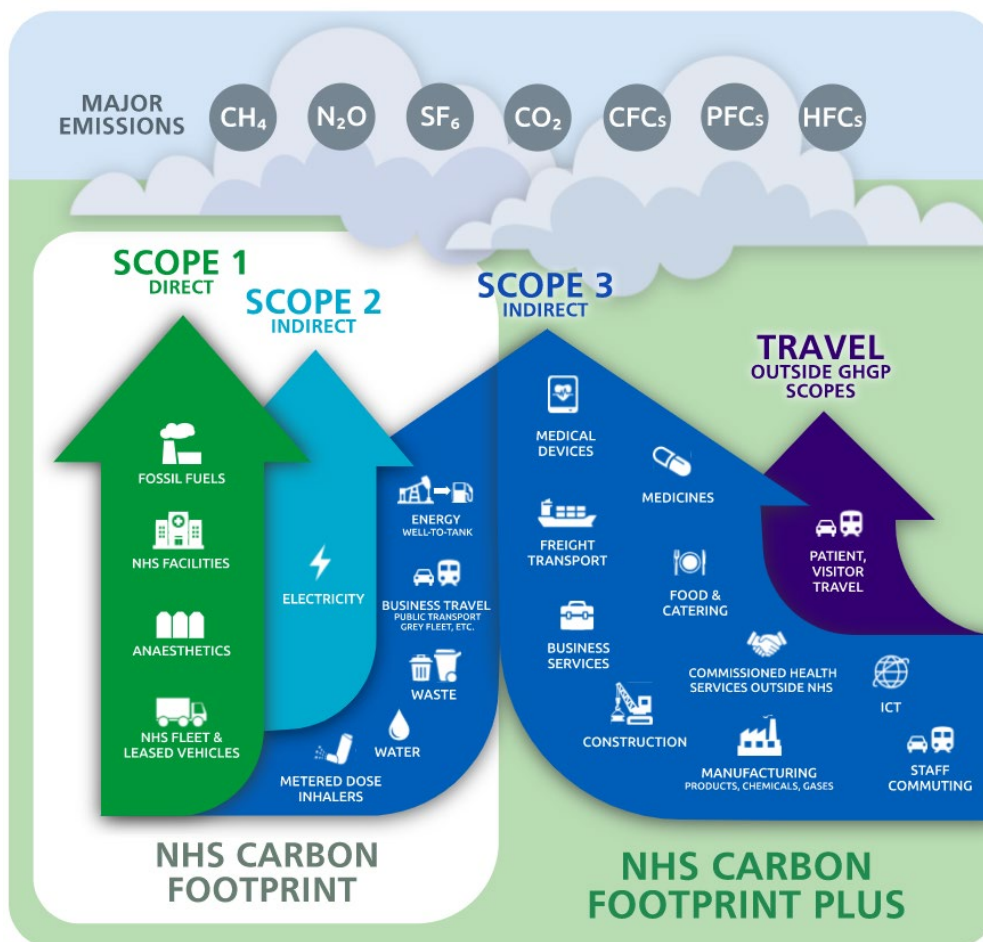 MAJOR
EMISSIONS
CH₄
N₂O
SF₆
CO₂
CFCs
PFCs
HFCs
SCOPE 1
DIRECT
SCOPE 2
INDIRECT
SCOPE 3
INDIRECT
TRAVEL
OUTSIDE GHGP
SCOPES
FOSSIL FUELS
NHS FACILITIES
ANAESTHETICS
NHS FLEET &
LEASED VEHICLES
ELECTRICITY
ENERGY
WELL-TO-TANK
BUSINESS TRAVEL
PUBLIC TRANSPORT
GREY FLEET, ETC.
WASTE
WATER
METERED DOSE
INHALERS
MEDICAL
DEVICES
MEDICINES
FREIGHT
TRANSPORT
FOOD &
CATERING
BUSINESS
SERVICES
COMMISSIONED HEALTH
SERVICES OUTSIDE NHS
CONSTRUCTION
MANUFACTURING
PRODUCTS, CHEMICALS, GASES
ICT
STAFF
COMMUTING
PATIENT,
VISITOR
TRAVEL
NHS CARBON
FOOTPRINT
NHS CARBON
FOOTPRINT PLUS